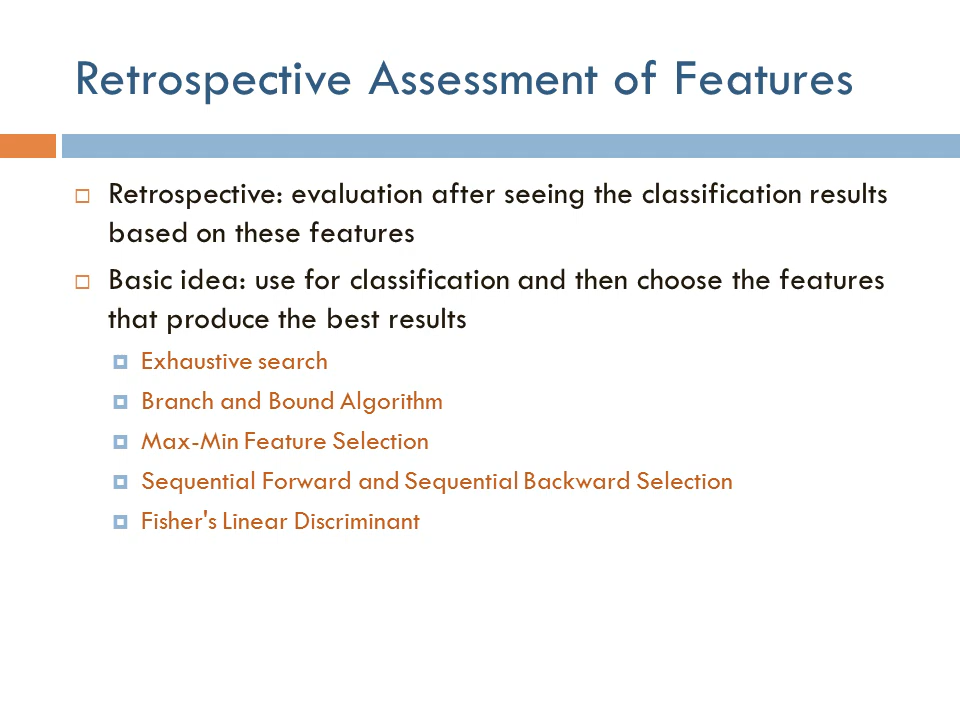 Retrospective Assessment of Features
Retrospective: evaluation after seeing the classification results
based on these features
Basic idea: use for classification and then choose the features
that produce the best results
Exhaustive search
Branch and Bound Algorithm
Max-Min Feature Selection
Sequential Forward and Sequential Backward Selection
Fisher's Linear Discriminant